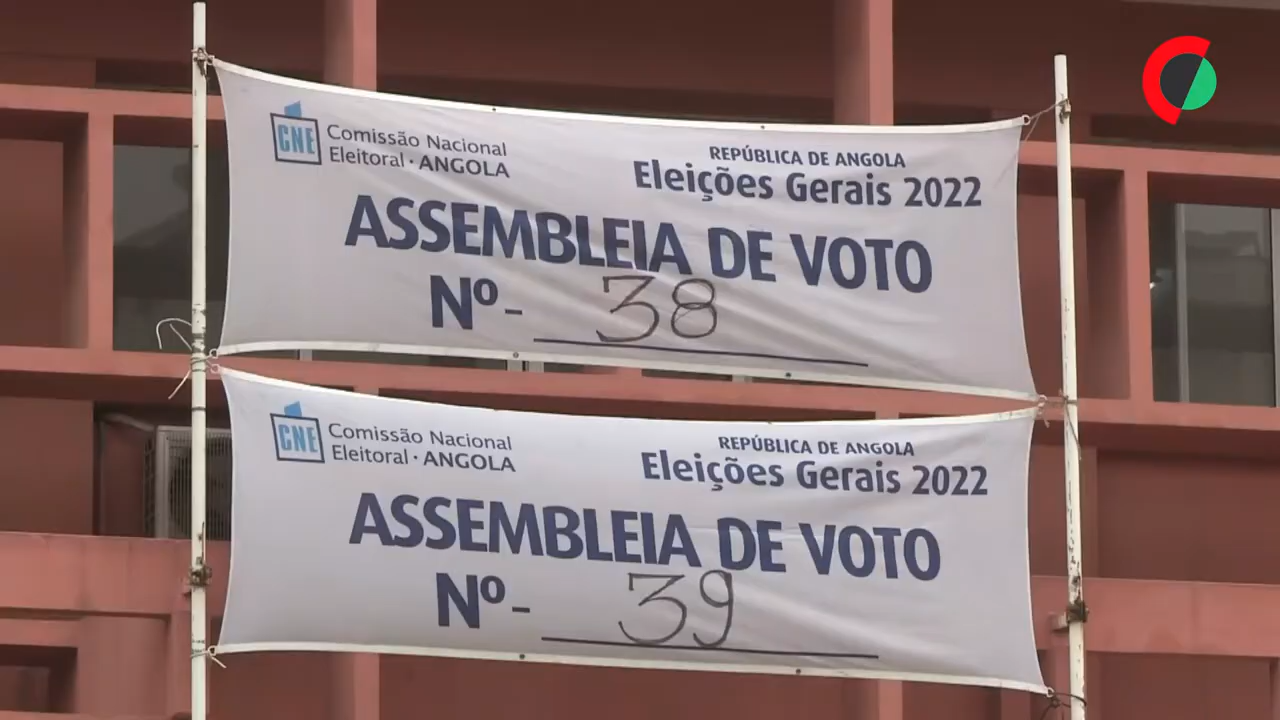 CNE
Comissão Nacional
Eleitoral · ANGOLA
REPÚBLICA DE ANGOLA
Eleições Gerais 2022
ASSEMBLEIA DE VOTO
Nº - 38
CNE
Comissão Nacional
Eleitoral · ANGOLA
REPÚBLICA DE ANGOLA
Eleições Gerais 2022
ASSEMBLEIA DE VOTO
Nº - 39